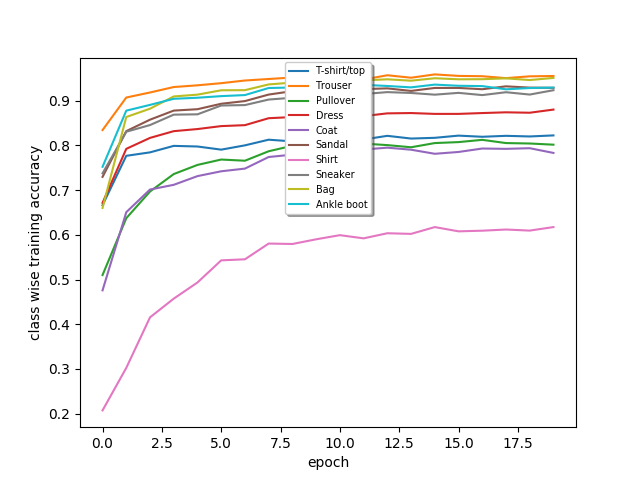 class wise training accuracy
0.9
0.8
0.7
0.6
0.5
0.4
0.3
0.2
T-shirt/top
Trouser
Pullover
Dress
Coat
Sandal
Shirt
Sneaker
Bag
Ankle boot
0.0 2.5 5.0 7.5 10.0 12.5 15.0 17.5
epoch